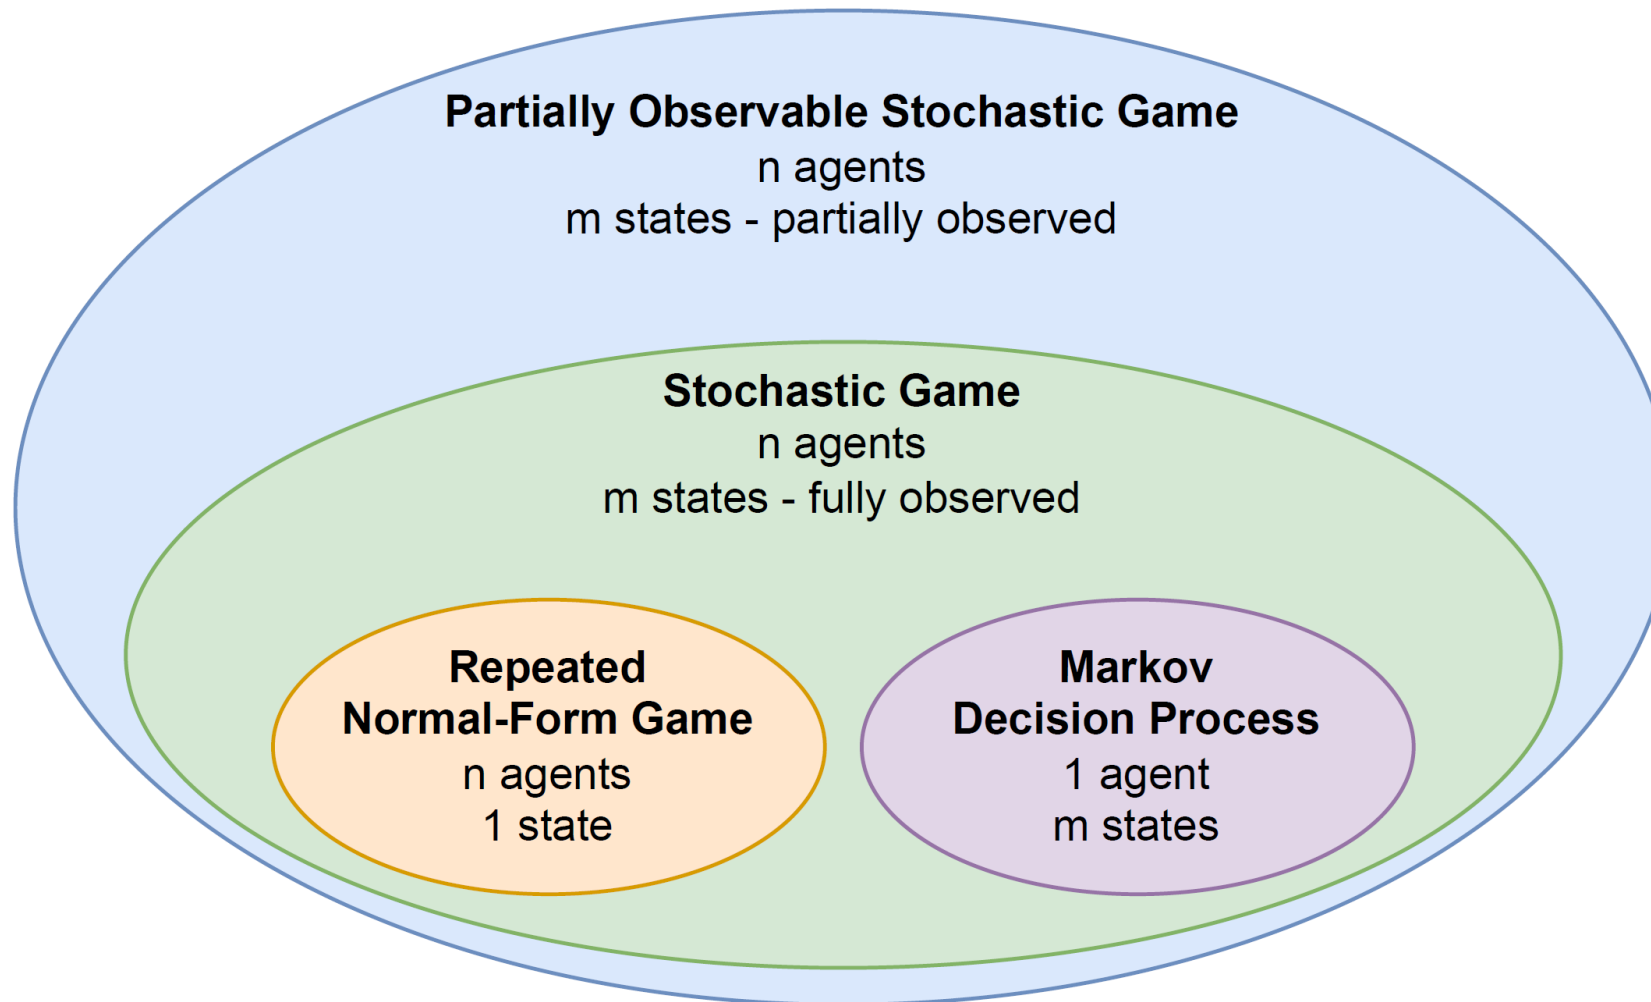 Partially Observable Stochastic Game
n agents
m states - partially observed
Stochastic Game
n agents
m states - fully observed
Repeated
Normal-Form Game
n agents
1 state
Markov
Decision Process
1 agent
m states